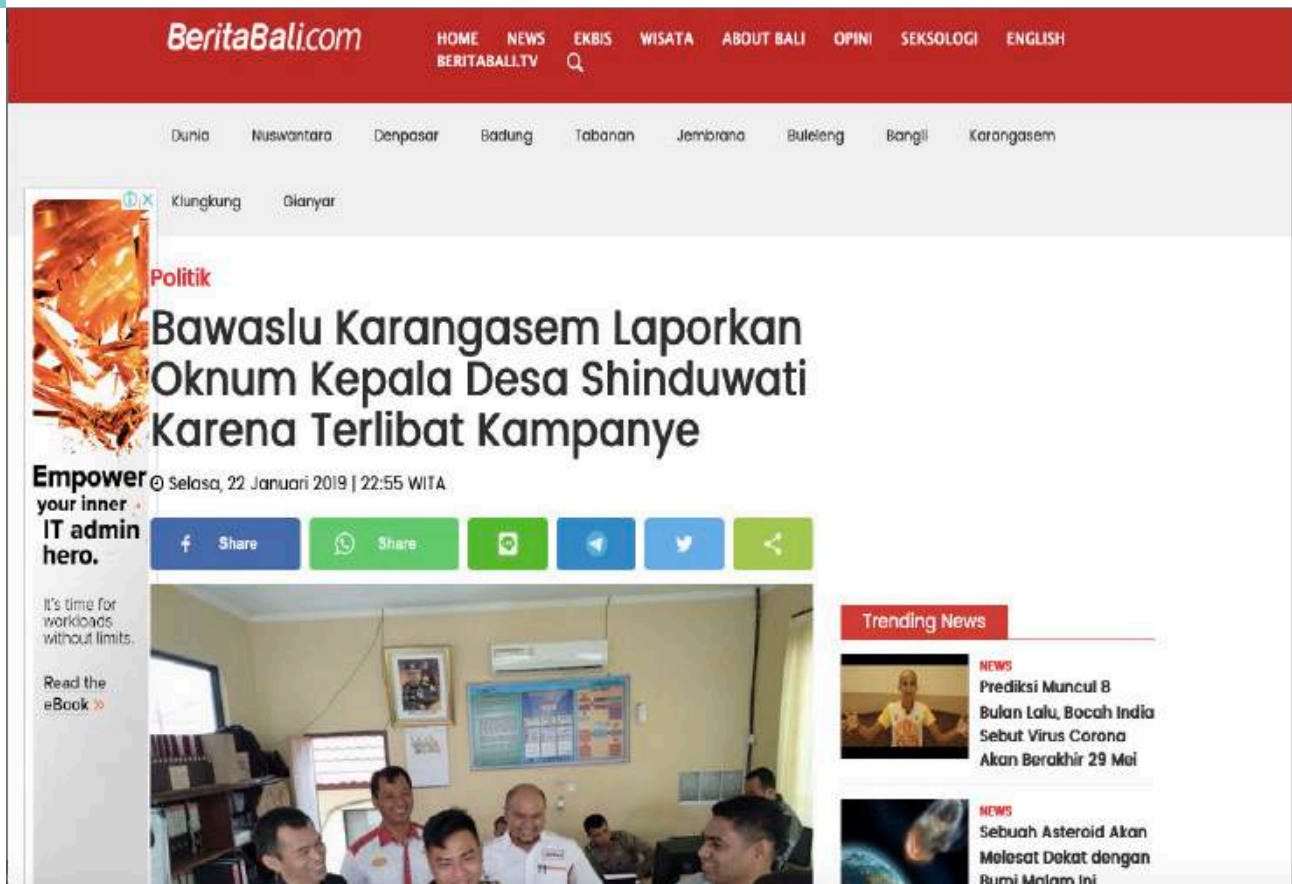 BeritaBali.com
HOME NEWS EKBIS WISATA ABOUT BALI OPINI SEKSOLOGI ENGLISH
BERITABALI.TV
Dunia Nuswantara Denpasar Badung Tabanan Jembrana Buleleng Bangli Karangasem
Klungkung Gianyar
Politik
Bawaslu Karangasem Laporkan
Oknum Kepala Desa Shinduwati
Karena Terlibat Kampanye
Selasa, 22 Januari 2019 | 22:55 WITA
Share Share
Empower
your inner
IT admin
hero.
It's time for
workloads
without limits.
Read the
eBook »
Trending News
NEWS
Prediksi Muncul 8
Bulan Lalu, Bocah India
Sebut Virus Corona
Akan Berakhir 29 Mei
NEWS
Sebuah Asteroid Akan
Melesat Dekat dengan
Bumi Malam Ini